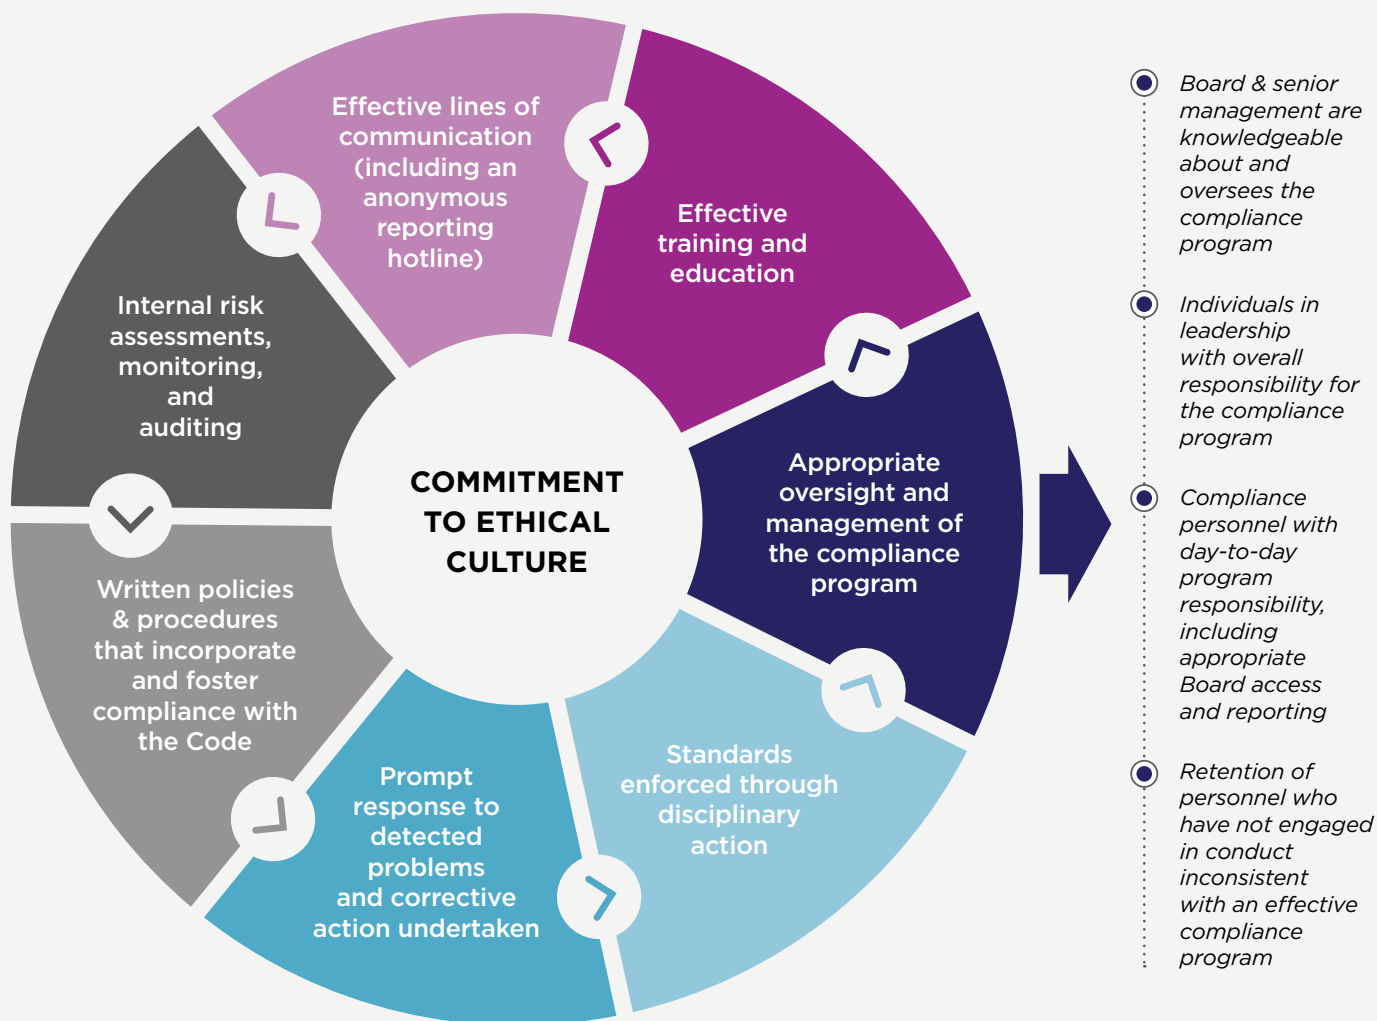 Effective lines of
communication
(including an
anonymous
reporting
hotline)
Effective
training and
education
Internal risk
assessments,
monitoring,
and
auditing
COMMITMENT
TO ETHICAL
CULTURE
Appropriate
oversight and
management of
the compliance
program
Written policies
& procedures
that incorporate
and foster
compliance with
the Code
Prompt
response to
detected
problems
and corrective
action undertaken
Standards
enforced through
disciplinary
action
Board & senior
management are
knowledgeable
about and
oversees the
compliance
program
Individuals in
leadership
with overall
responsibility for
the compliance
program
Compliance
personnel with
day-to-day
program
responsibility,
including
appropriate
Board access
and reporting
Retention of
personnel who
have not engaged
in conduct
inconsistent
with an effective
compliance
program